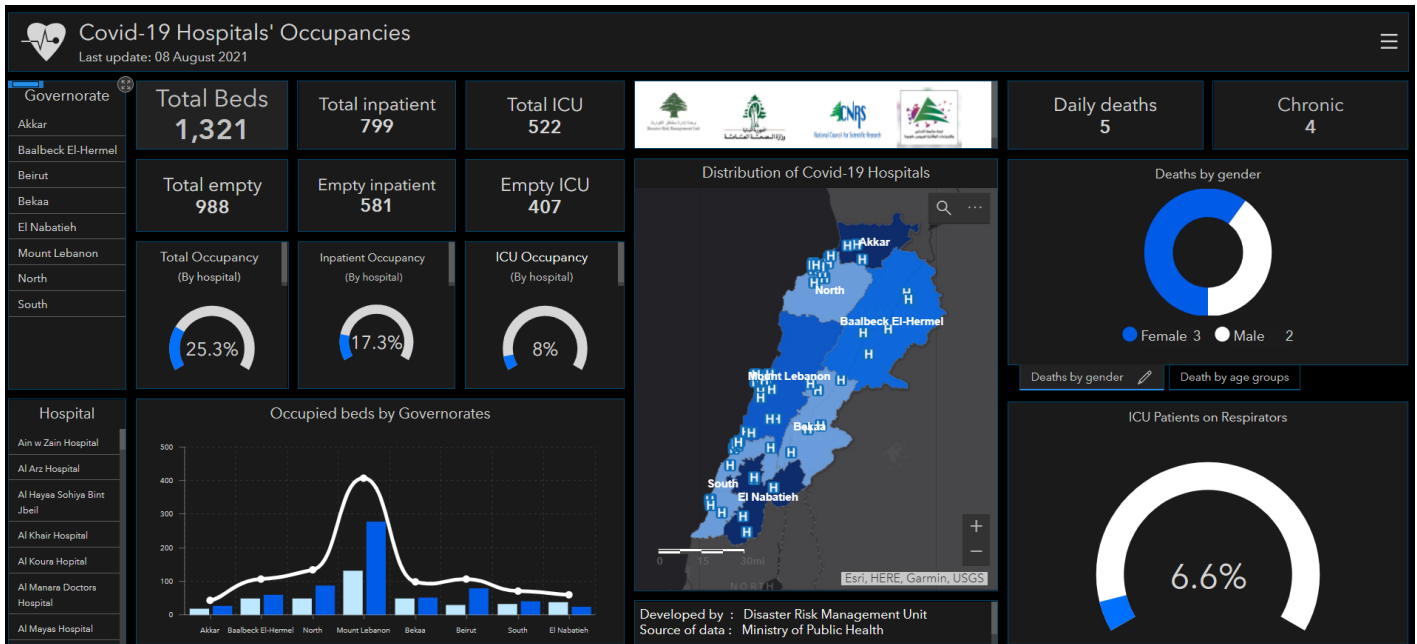 Covid-19 Hospitals' Occupancies
Last update: 08 August 2021
Governorate
Akkar
Baalbeck El-Hermel
Beirut
Bekaa
El Nabatieh
Mount Lebanon
North
South
Total Beds
1,321
Total inpatient
799
Total ICU
522
Total empty
988
Empty inpatient
581
Empty ICU
407
Total Occupancy
(By hospital)
25.3%
Inpatient Occupancy
(By hospital)
17.3%
ICU Occupancy
(By hospital)
8%
Hospital
Ain w Zain Hospital
Al Arz Hospital
Al Hayaa Sohiya Bint
Jbeil
Al Khair Hospital
Al Koura Hopital
Al Manara Doctors
Hospital
Al Mayas Hospital
Occupied beds by Governorates
500
400
300
200
100
0
Akkar Baalbeck El-Hermel North Mount Lebanon Bekaa Beirut South El Nabatieh
Disaster Risk Management Unit
CNRS
National Council for Scientific Research
Distribution of Covid-19 Hospitals
Akkar
North
Baalbeck El-Hermel
Mount Lebanon
Bekaa
South
El Nabatieh
H
0 15 30mi
NORTH
Esri, HERE, Garmin, USGS
Developed by : Disaster Risk Management Unit
Source of data : Ministry of Public Health
Daily deaths
5
Chronic
4
Deaths by gender
Female 3 Male 2
Deaths by gender Death by age groups
ICU Patients on Respirators
6.6%